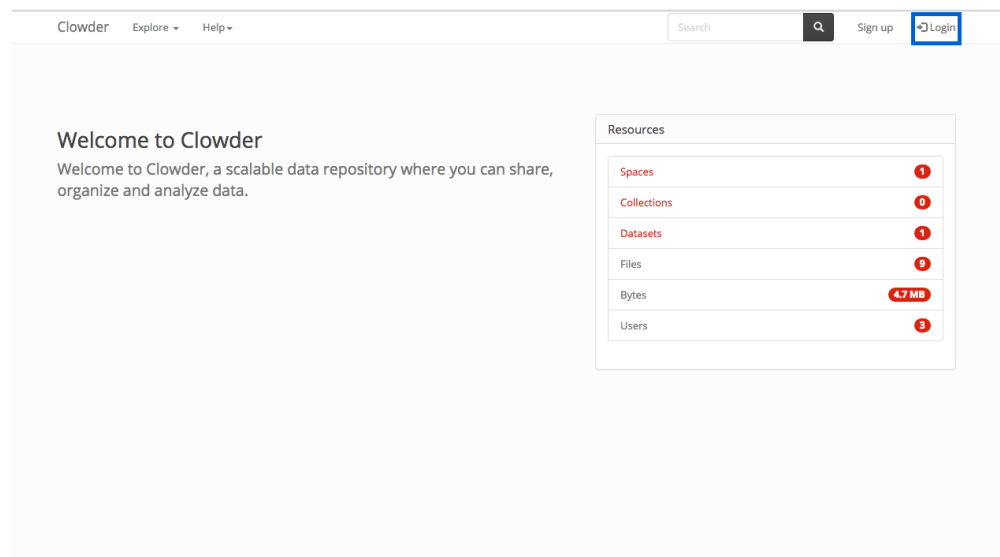 Clowder Explore Help Search Sign up Login
Welcome to Clowder
Welcome to Clowder, a scalable data repository where you can share,
organize and analyze data.
Resources
Spaces 1
Collections 0
Datasets 1
Files 9
Bytes 4.7 MB
Users 3